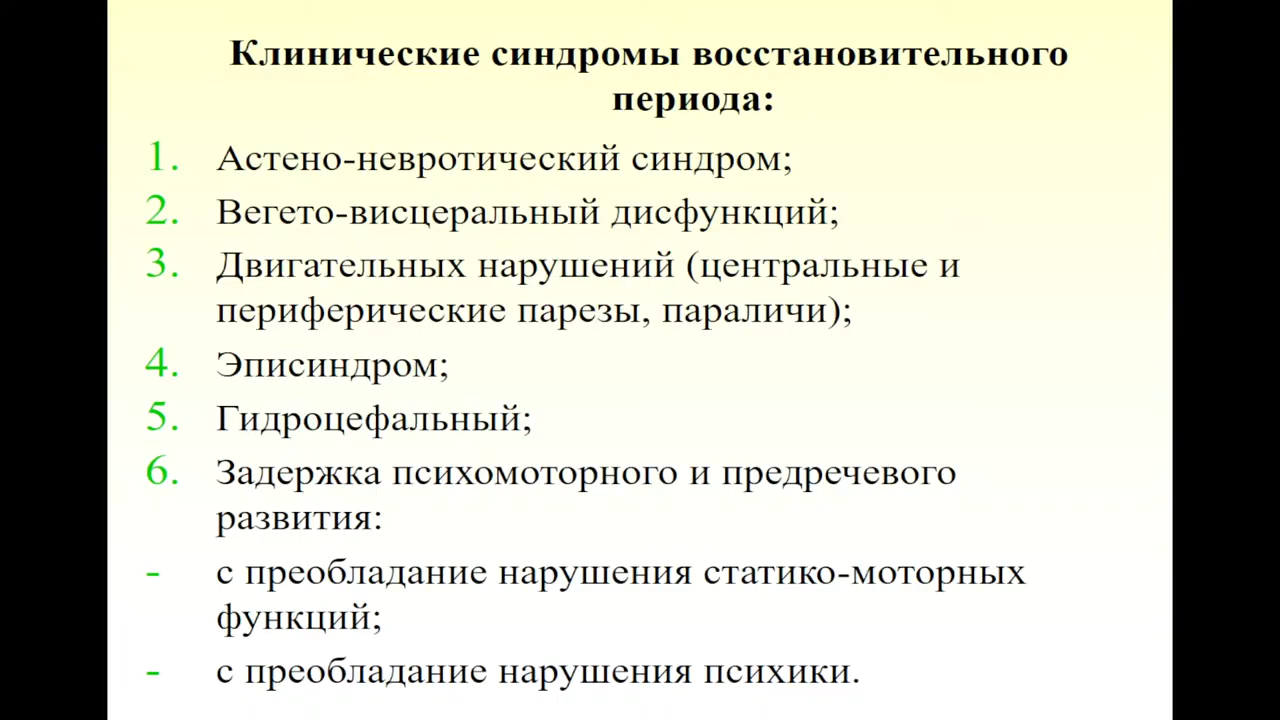 Клинические синдромы восстановительного
периода:
1. Астено-невротический синдром;
2. Вегето-висцеральный дисфункций;
3. Двигательных нарушений (центральные и
периферические парезы, параличи);
4. Эписиндром;
5. Гидроцефальный;
6. Задержка психомоторного и предречевого
развития:
- с преобладание нарушения статико-моторных
функций;
- с преобладание нарушения психики.